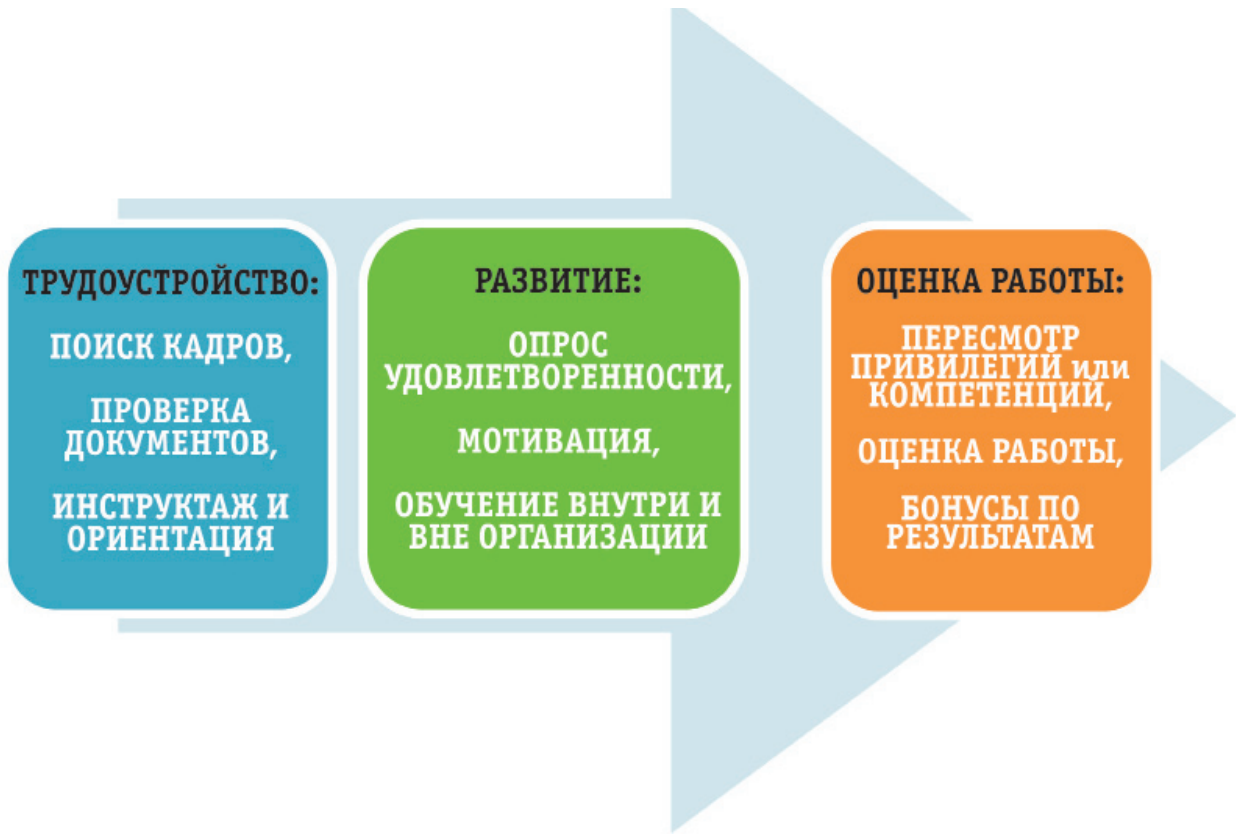 ТРУДОУСТРОЙСТВО:
ПОИСК КАДРОВ,
ПРОВЕРКА
ДОКУМЕНТОВ,
ИНСТРУКТАЖ И
ОРИЕНТАЦИЯ
РАЗВИТИЕ:
ОПРОС
УДОВЛЕТВОРЕННОСТИ,
МОТИВАЦИЯ,
ОБУЧЕНИЕ ВНУТРИ И
ВНЕ ОРГАНИЗАЦИИ
ОЦЕНКА РАБОТЫ:
ПЕРЕСМОТР
ПРИВИЛЕГИЙ или
КОМПЕТЕНЦИЙ,
ОЦЕНКА РАБОТЫ,
БОНУСЫ ПО
РЕЗУЛЬТАТАМ